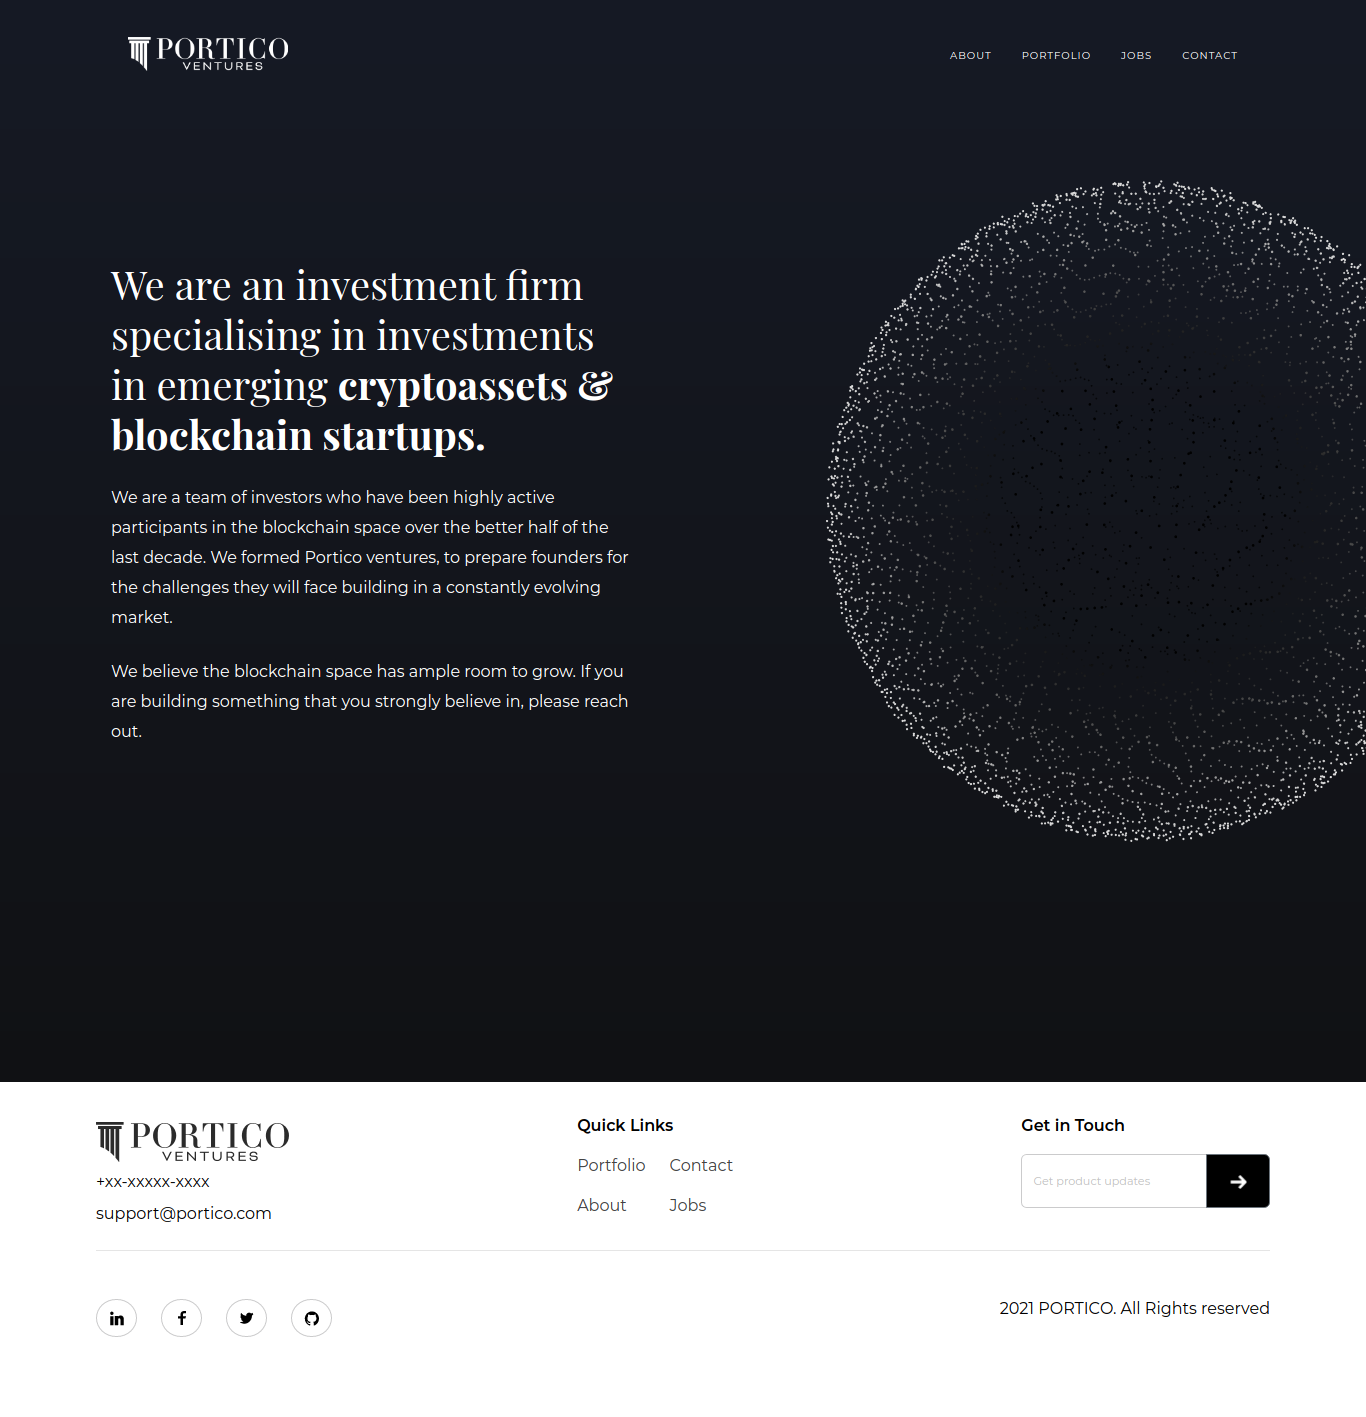 PORTICO
VENTURES
ABOUT PORTFOLIO JOBS CONTACT
We are an investment firm
specialising in investments
in emerging cryptoassets &
blockchain startups.
We are a team of investors who have been highly active
participants in the blockchain space over the better half of the
last decade. We formed Portico ventures, to prepare founders for
the challenges they will face building in a constantly evolving
market.
We believe the blockchain space has ample room to grow. If you
are building something that you strongly believe in, please reach
out.
PORTICO
VENTURES
+xx-xxxxx-xxxx
support@portico.com
Quick Links
Portfolio Contact
About Jobs
Get in Touch
Get product updates
2021 PORTICO. All Rights reserved